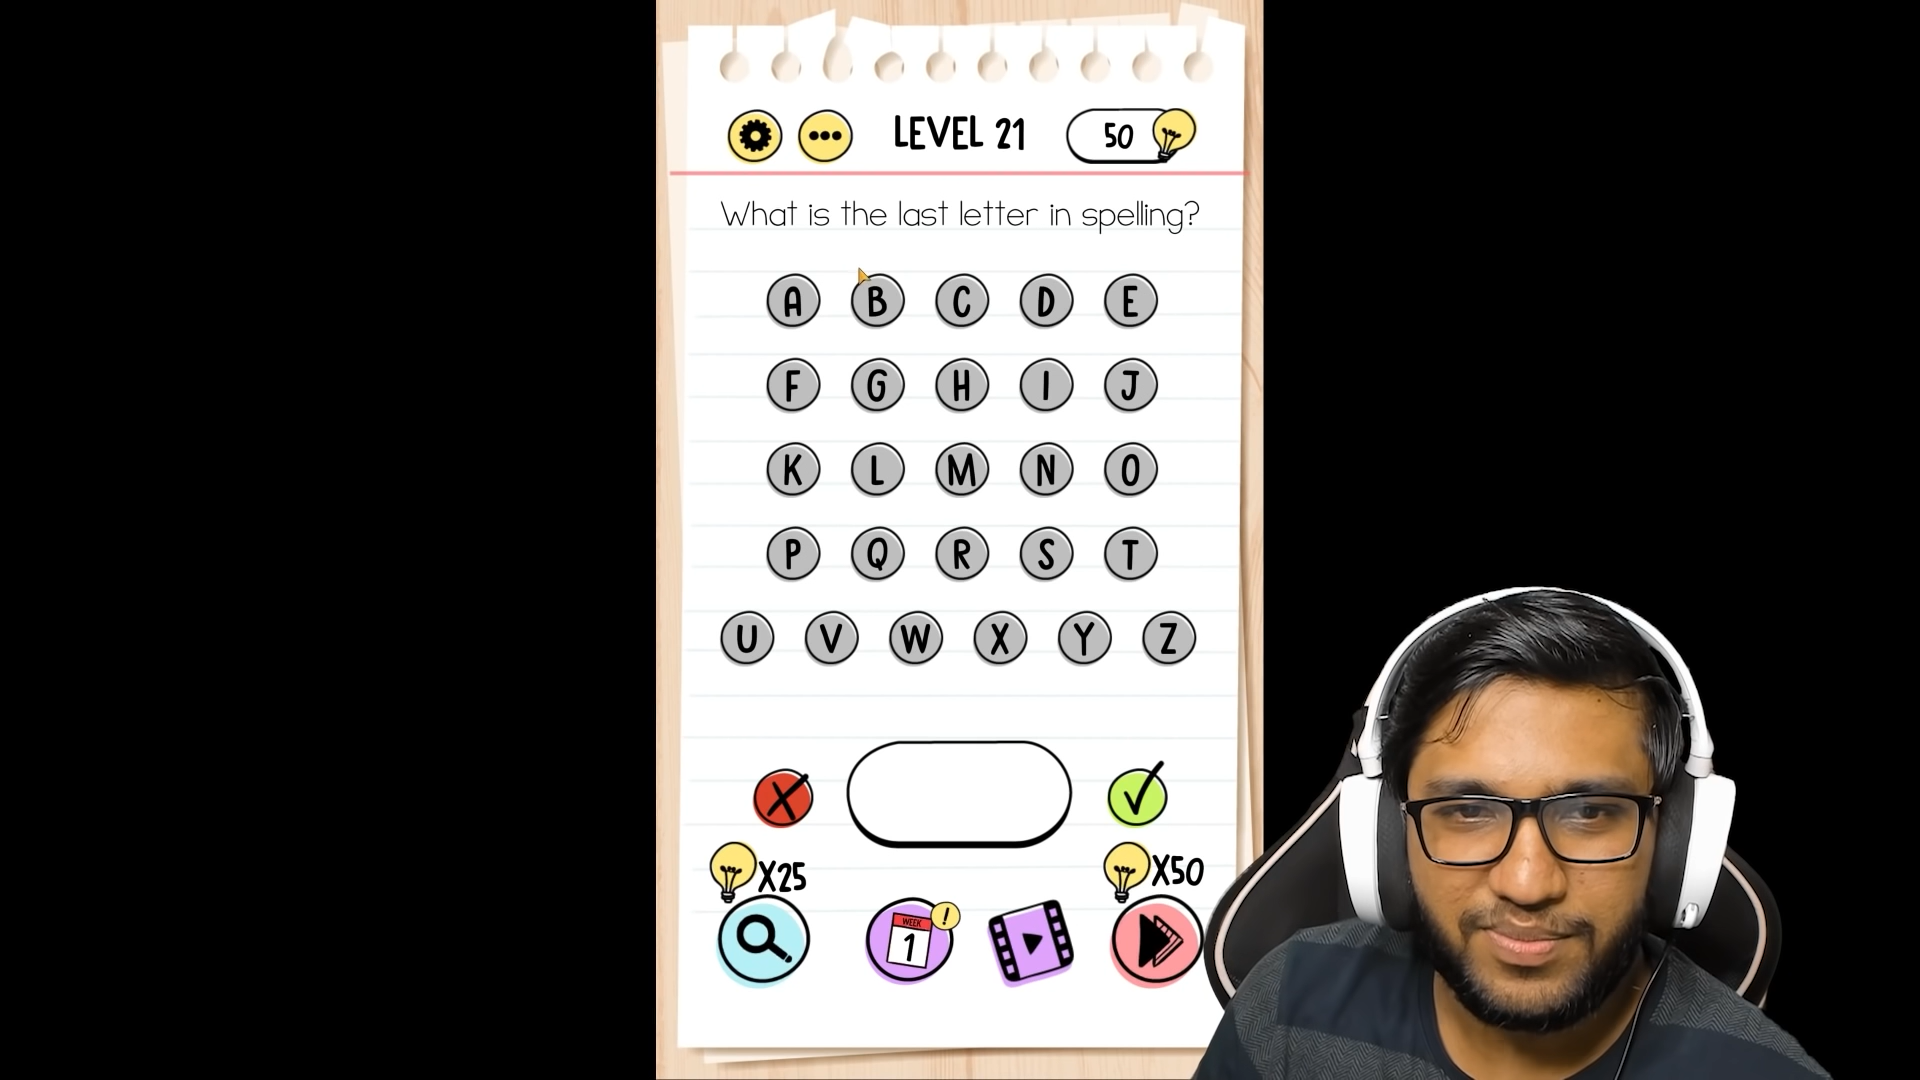 LEVEL 21
50
What is the last letter in spelling?
A B C D E
F G H I J
K L M N O
P Q R S T
U V W X Y Z
X25
X50
WEEK
1
!